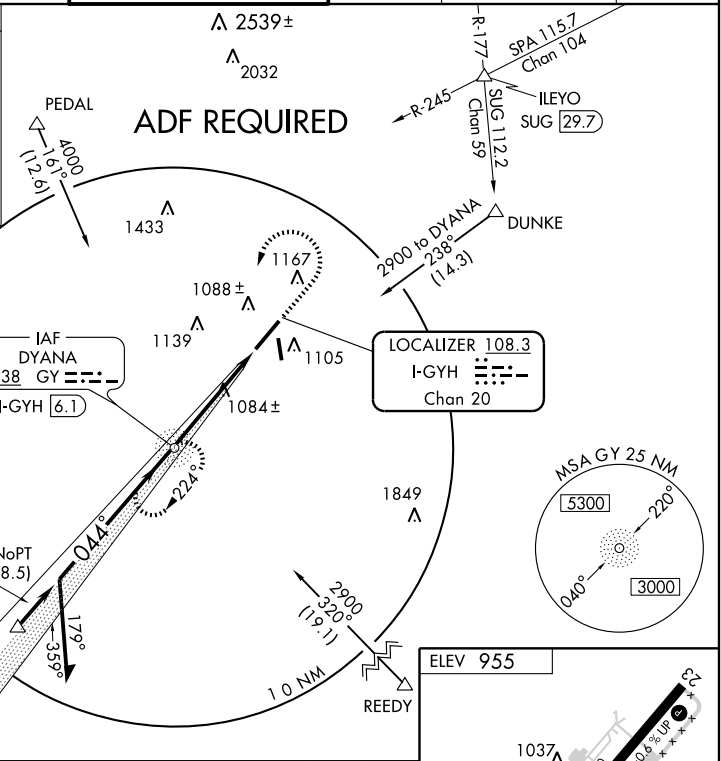 2539±
2032
R-177
SPA 115.7
Chan 104
R-245
ILEYO
SUG 29.7
SUG 112.2
Chan 59
PEDAL
ADF REQUIRED
4000
161°
(12.6)
1433
DUNKE
2900 to DYANA
238°
(14.3)
1167
1088±
1139
1105
IAF
DYANA
38 GY
I-GYH 6.1
LOCALIZER 108.3
I-GYH
Chan 20
1084±
224°
1849
MSA GY 25 NM
5300
220°
040°
3000
044°
NoPT
8.5)
179°
359°
2900
320°
(19.1)
10 NM
REEDY
ELEV 955
23
0.6% UP
P
1037